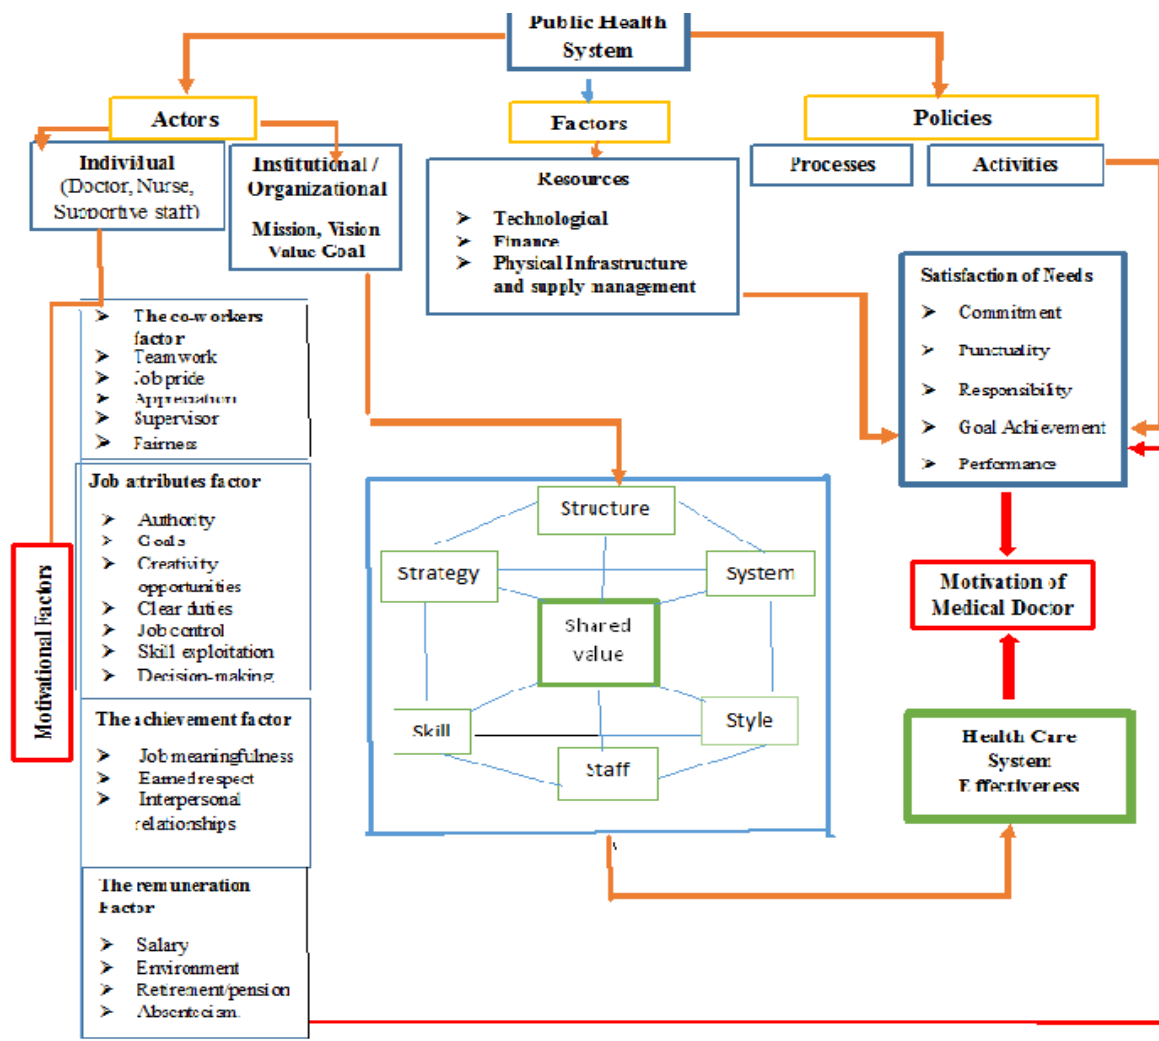 Public Health
System
Actors
Factors
Policies
Individual
(Doctor, Nurse,
Supportive staff)
Institutional /
Organizational
Mission, Vision
Value Goal
Resources
➢ Technological
➢ Finance
➢ Physical Infrastructure
and supply management
Processes
Activities
Satisfaction of Needs
➢ Commitment
➢ Punctuality
➢ Responsibility
➢ Goal Achievement
➢ Performance
➢ The co-workers
factor
➢ Teamwork
➢ Job pride
➢ Appreciation
➢ Supervisor
➢ Fairness
Job attributes factor
➢ Authority
➢ Goals
➢ Creativity
opportunities
➢ Clear duties
➢ Job control
➢ Skill exploitation
➢ Decision-making
Motivational Factors
The achievement factor
➢ Job meaningfulness
➢ Earned respect
➢ Interpersonal
relationships
The remuneration
Factor
➢ Salary
➢ Environment
➢ Retirement/pension
➢ Absenteeism.
Structure
Strategy
System
Shared
value
Skill
Style
Staff
Motivation of
Medical Doctor
Health Care
System
Effectiveness